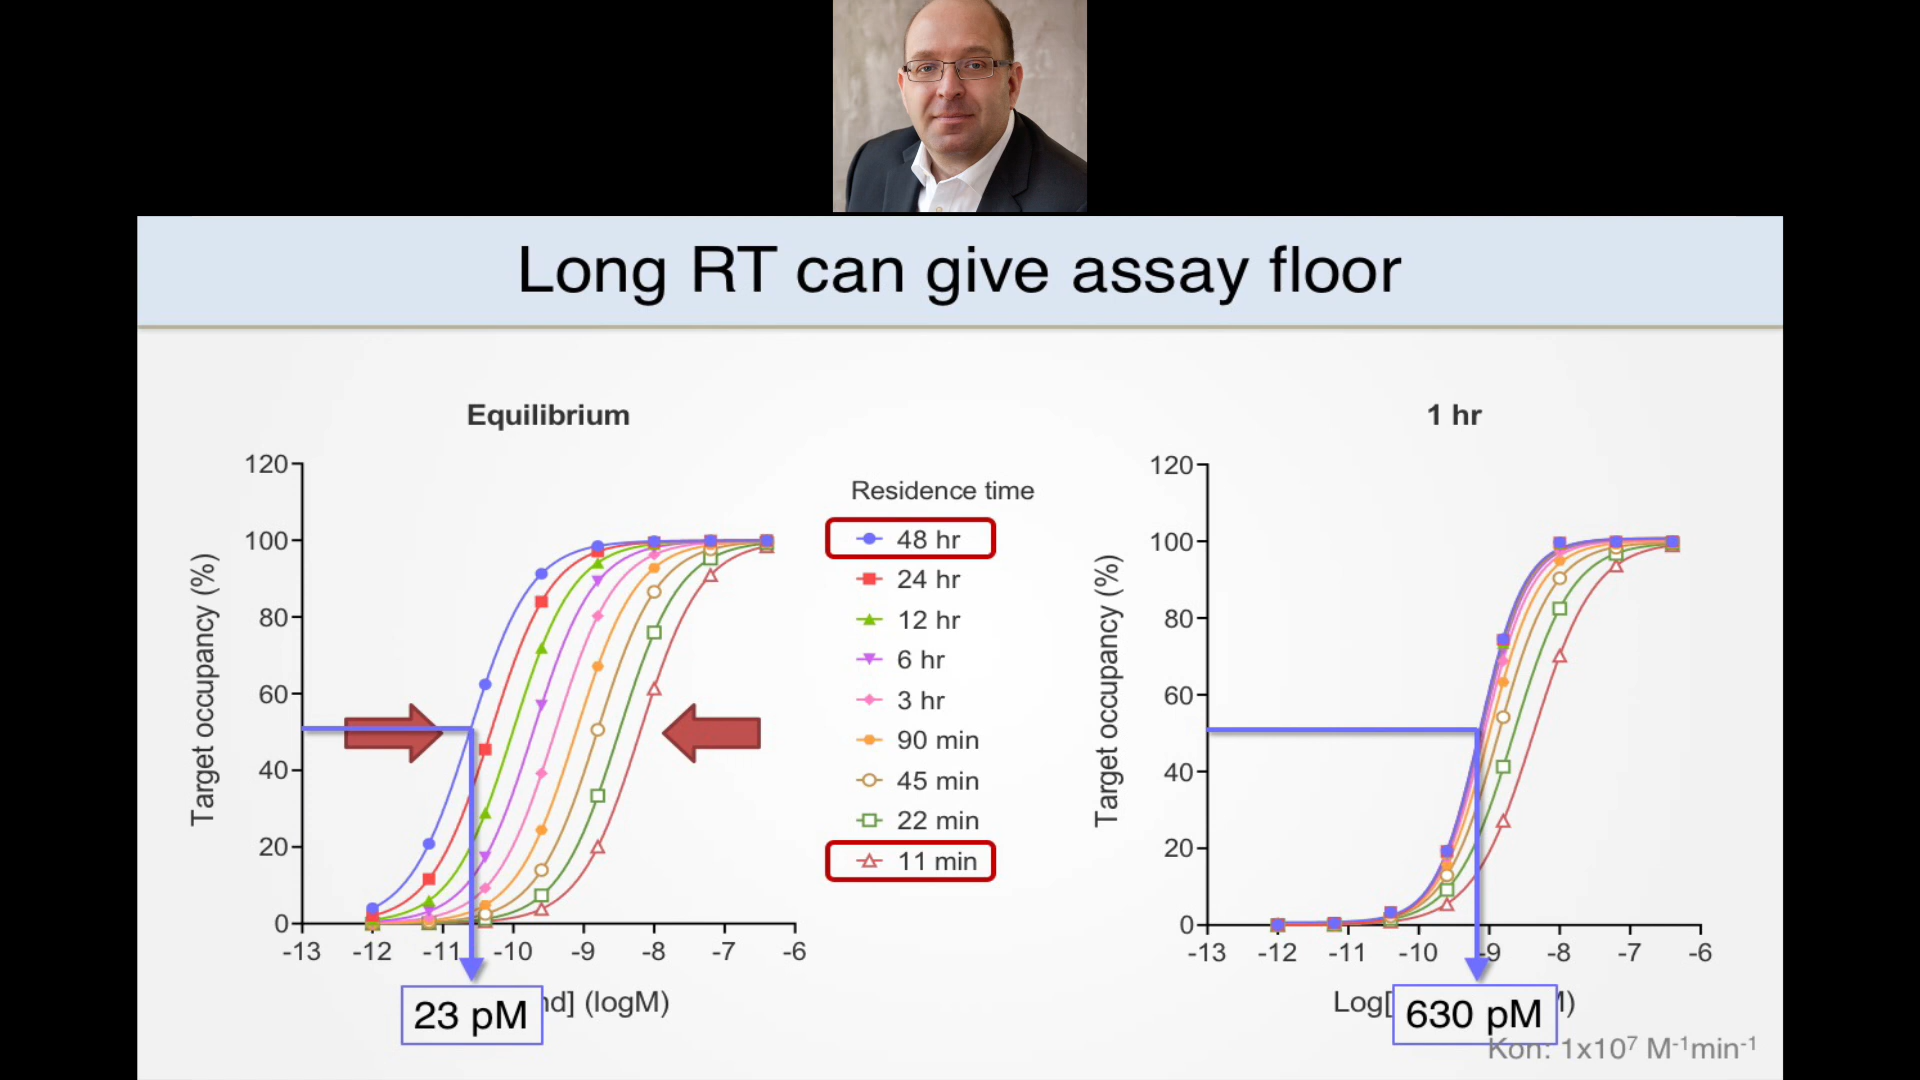 Long RT can give assay floor
Equilibrium
1 hr
120
100
80
60
40
20
0
Target occupancy (%)
-13 -12 -11 -10 -9 -8 -7 -6
nd] (logM)
23 pM
Residence time
48 hr
24 hr
12 hr
6 hr
3 hr
90 min
45 min
22 min
11 min
120
100
80
60
40
20
0
Target occupancy (%)
-13 -12 -11 -10 -9 -8 -7 -6
Log[
630 pM
Kon: 1x10⁷ M⁻¹min⁻¹